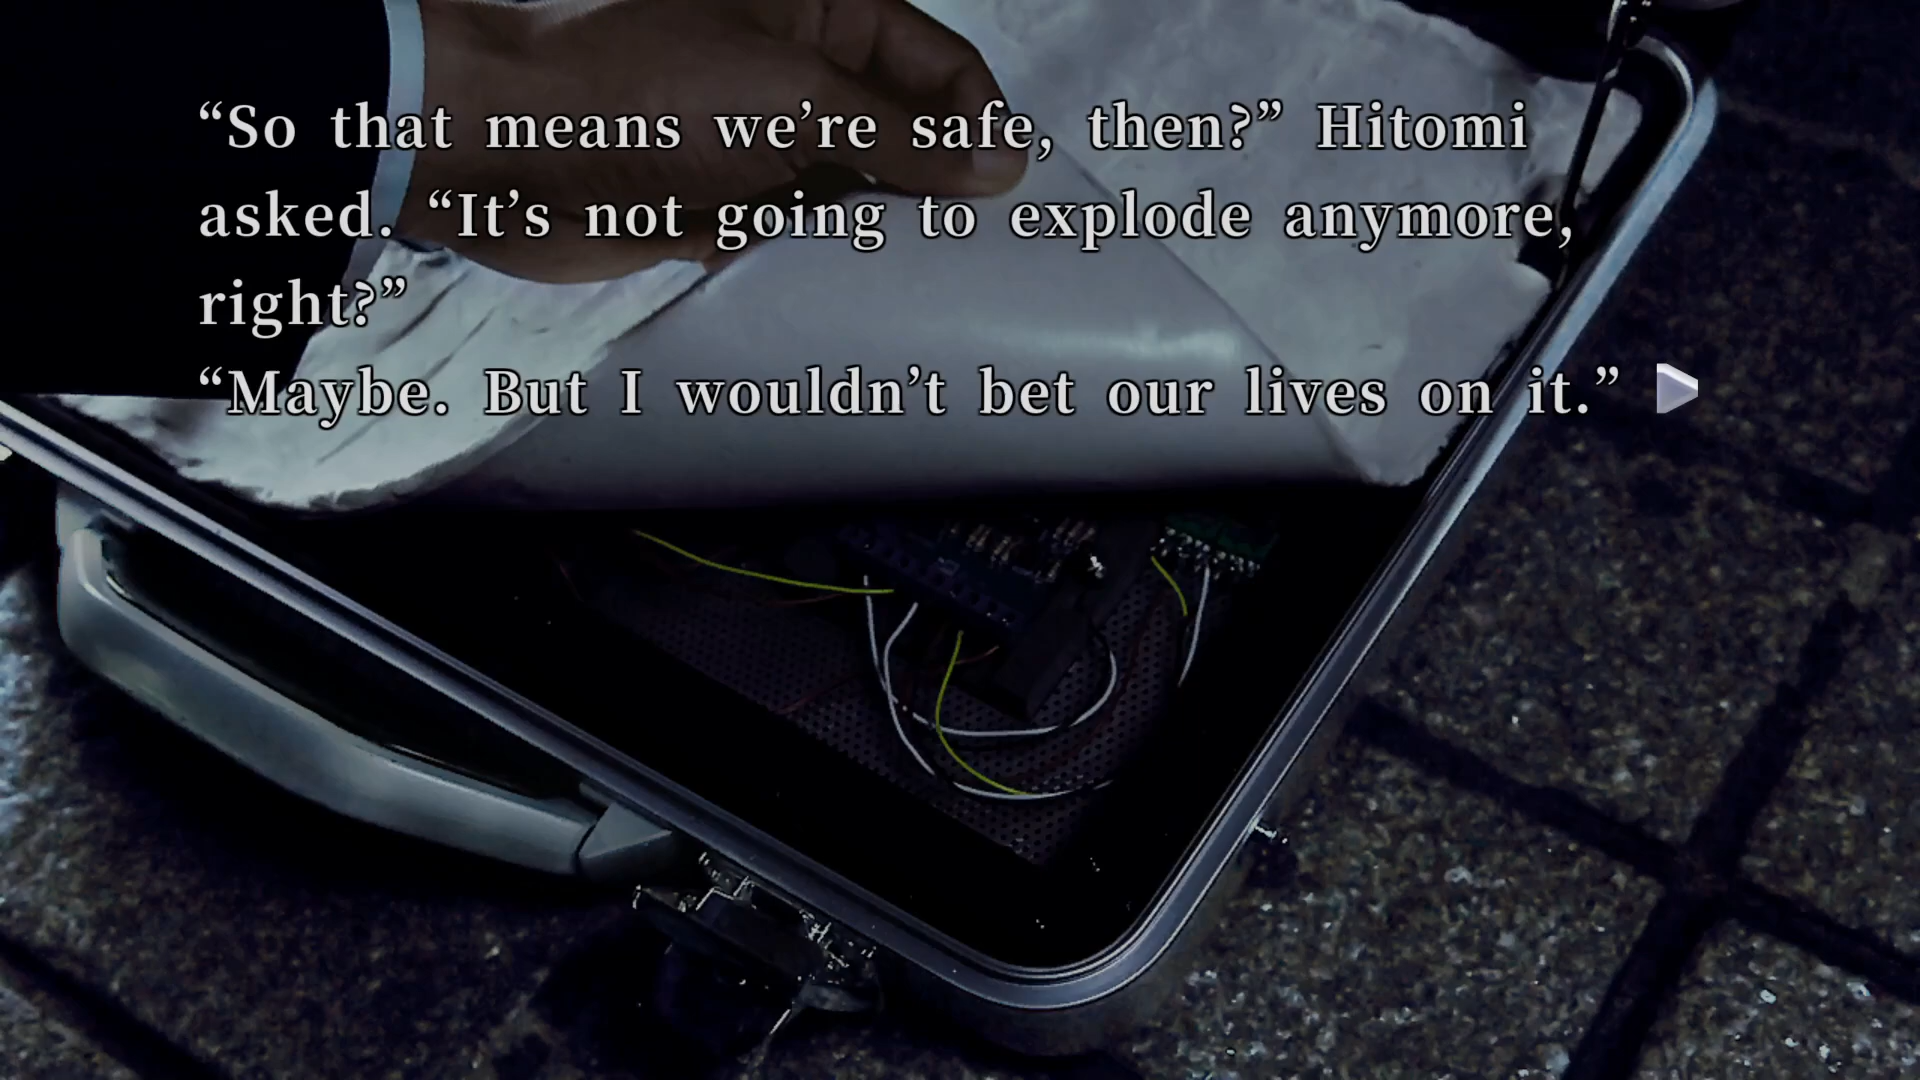 “So that means we’re safe, then?” Hitomi
asked. “It’s not going to explode anymore,
right?”
“Maybe. But I wouldn’t bet our lives on it.”